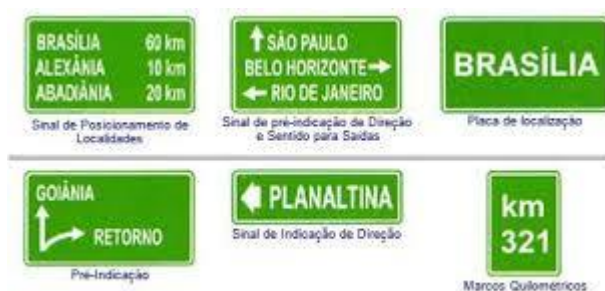 BRASÍLIA 60 km
ALEXÂNIA 10 km
ABADIÂNIA 20 km
Sinal de Posicionamento de
Localidades
SÃO PAULO
BELO HORIZONTE
RIO DE JANEIRO
Sinal de pré-indicação de Direção
e Sentido para Saídas
BRASÍLIA
Placa de localização
GOIÂNIA
RETORNO
Pré-Indicação
PLANALTINA
Sinal de Indicação de Direção
km
321
Marcos Quilométricos